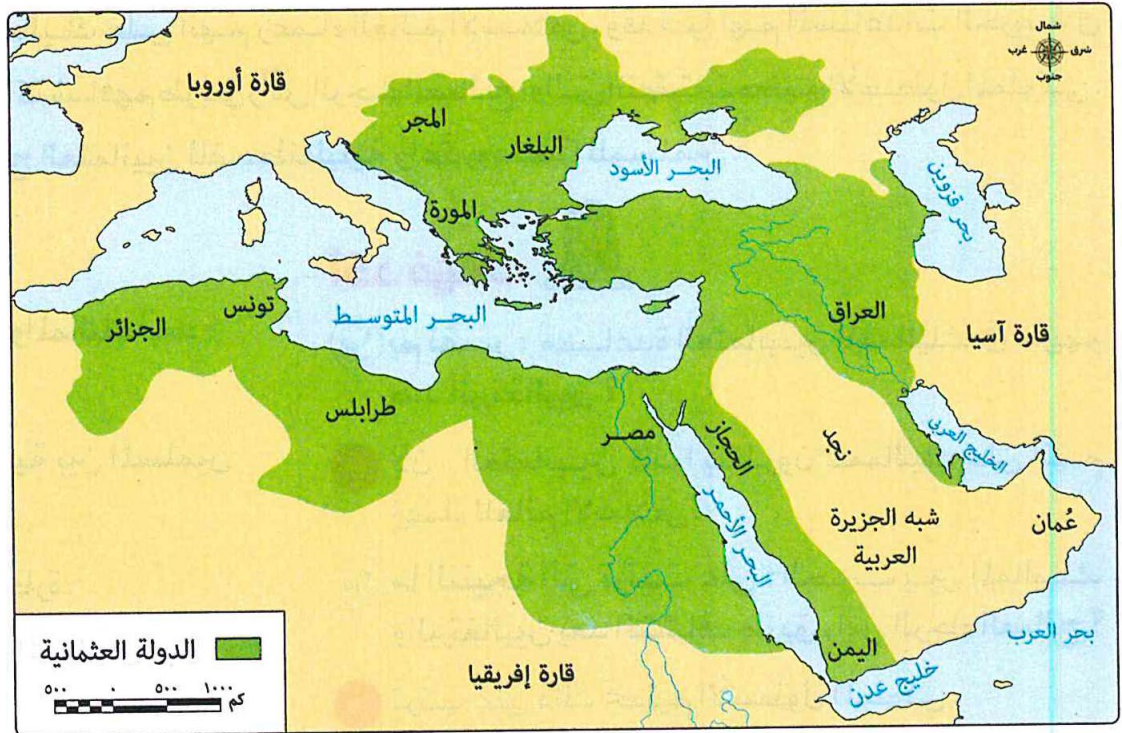 شمال
شرق
غرب
جنوب
قارة أوروبا
المجر
البلغار
البحر الأسود
بحر قزوين
المورة
تونس
الجزائر
البحر المتوسط
العراق
قارة آسيا
طرابلس
مصر
الحجاز
نجد
الخليج العربي
شبه الجزيرة
العربية
عُمان
البحر الأحمر
اليمن
بحر العرب
خليج عدن
قارة إفريقيا
الدولة العثمانية
٥٠٠ ٠ ٥٠٠ ١٠٠٠
كم